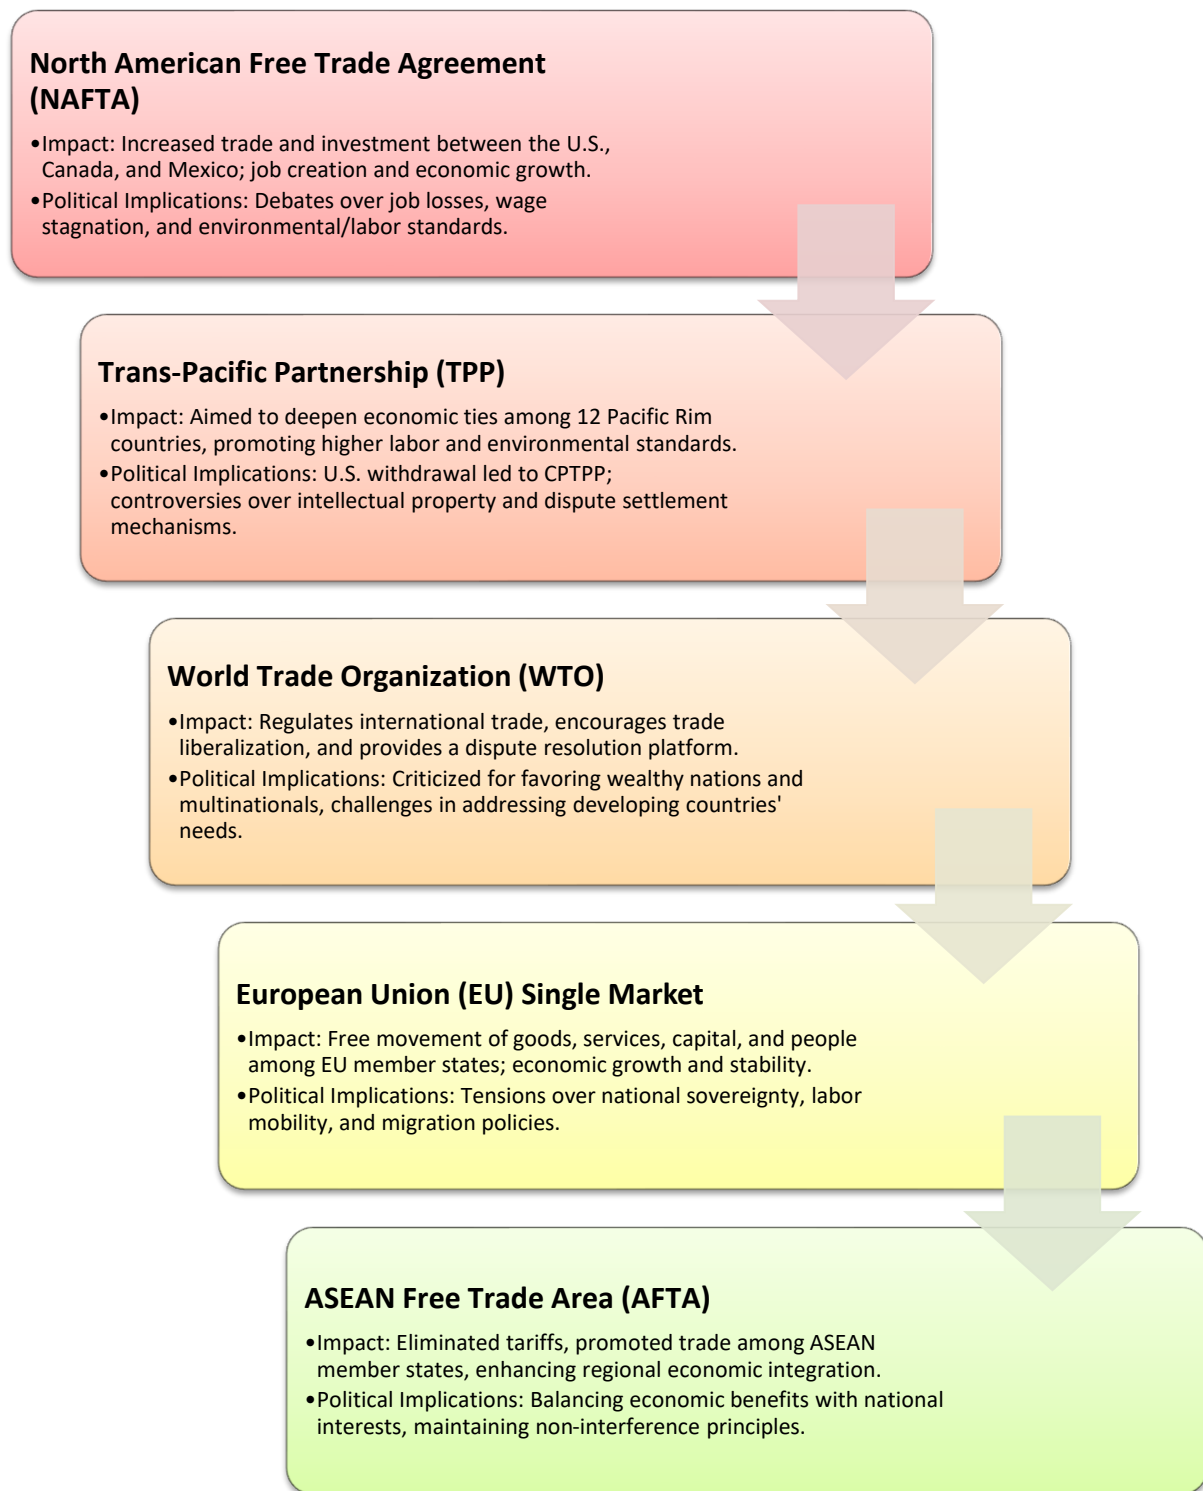 North American Free Trade Agreement
(NAFTA)
•Impact: Increased trade and investment between the U.S.,
Canada, and Mexico; job creation and economic growth.
•Political Implications: Debates over job losses, wage
stagnation, and environmental/labor standards.
Trans-Pacific Partnership (TPP)
•Impact: Aimed to deepen economic ties among 12 Pacific Rim
countries, promoting higher labor and environmental standards.
•Political Implications: U.S. withdrawal led to CPTPP;
controversies over intellectual property and dispute settlement
mechanisms.
World Trade Organization (WTO)
•Impact: Regulates international trade, encourages trade
liberalization, and provides a dispute resolution platform.
•Political Implications: Criticized for favoring wealthy nations and
multinationals, challenges in addressing developing countries'
needs.
European Union (EU) Single Market
•Impact: Free movement of goods, services, capital, and people
among EU member states; economic growth and stability.
•Political Implications: Tensions over national sovereignty, labor
mobility, and migration policies.
ASEAN Free Trade Area (AFTA)
•Impact: Eliminated tariffs, promoted trade among ASEAN
member states, enhancing regional economic integration.
•Political Implications: Balancing economic benefits with national
interests, maintaining non-interference principles.